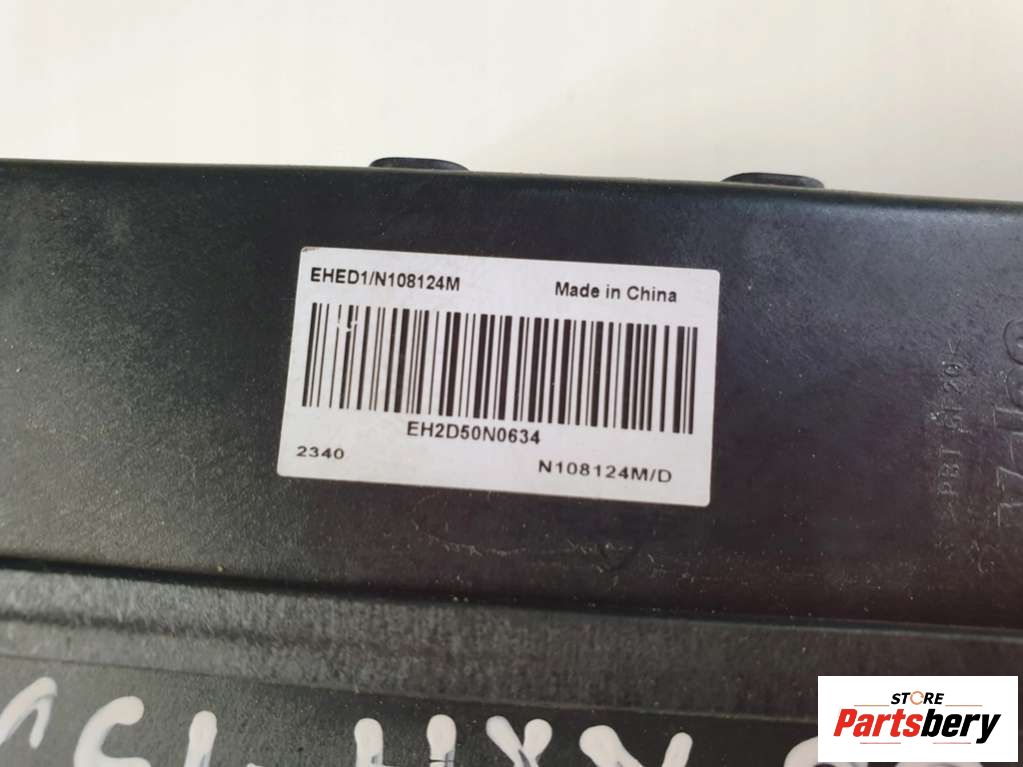 EHED1/N108124M
Made in China
EH2D50N0634
2340
N108124M/D
STORE
Partsbery